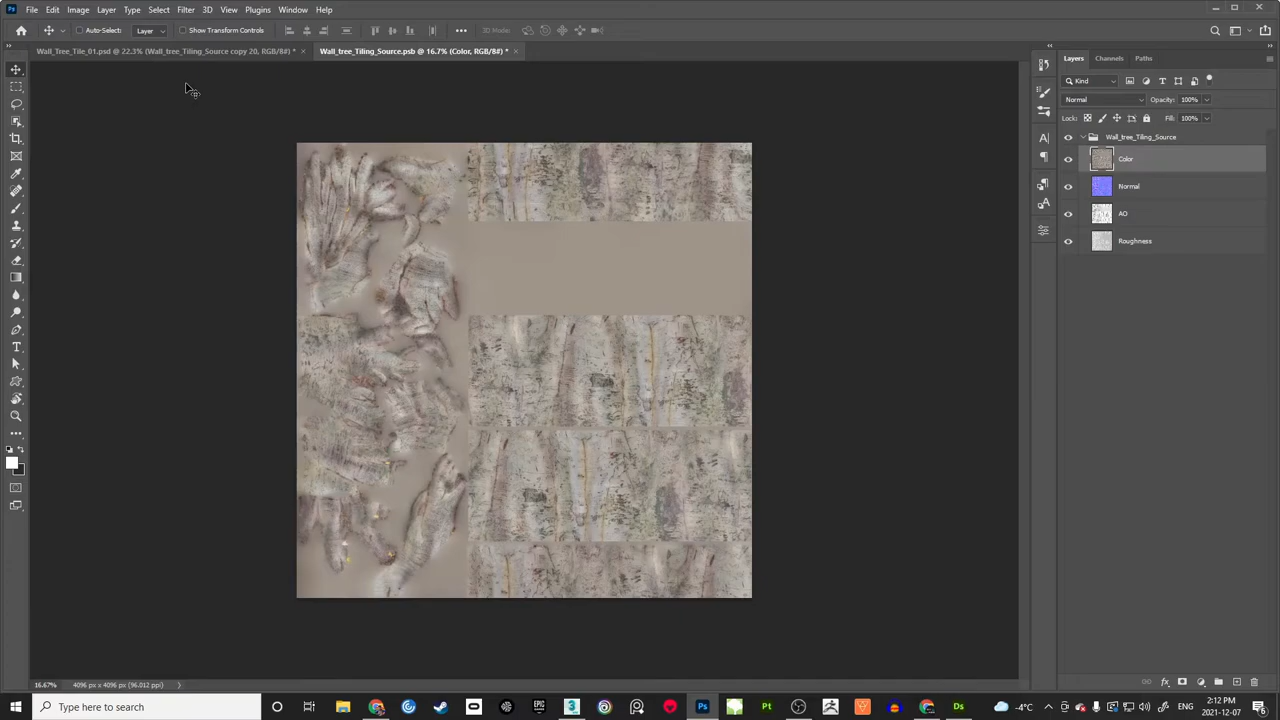 File Edit Image Layer Type Select Filter 3D View Plugins Window Help
Auto-Select: Layer Show Transform Controls 3D Mode:
Wall_Tree_Tile_01.psd @ 22.3% (Wall_tree_Tiling_Source copy 20, RGB/8#) * × Wall_tree_Tiling_Source.psb @ 16.7% (Color, RGB/8#) * ×
Layers Channels Paths
Kind
Normal Opacity: 100%
Lock: Fill: 100%
Wall_tree_Tiling_Source
Color
Normal
AO
Roughness
16.67% 4096 px x 4096 px (96.012 ppi)
Type here to search
-4°C 2:12 PM
2021-12-07